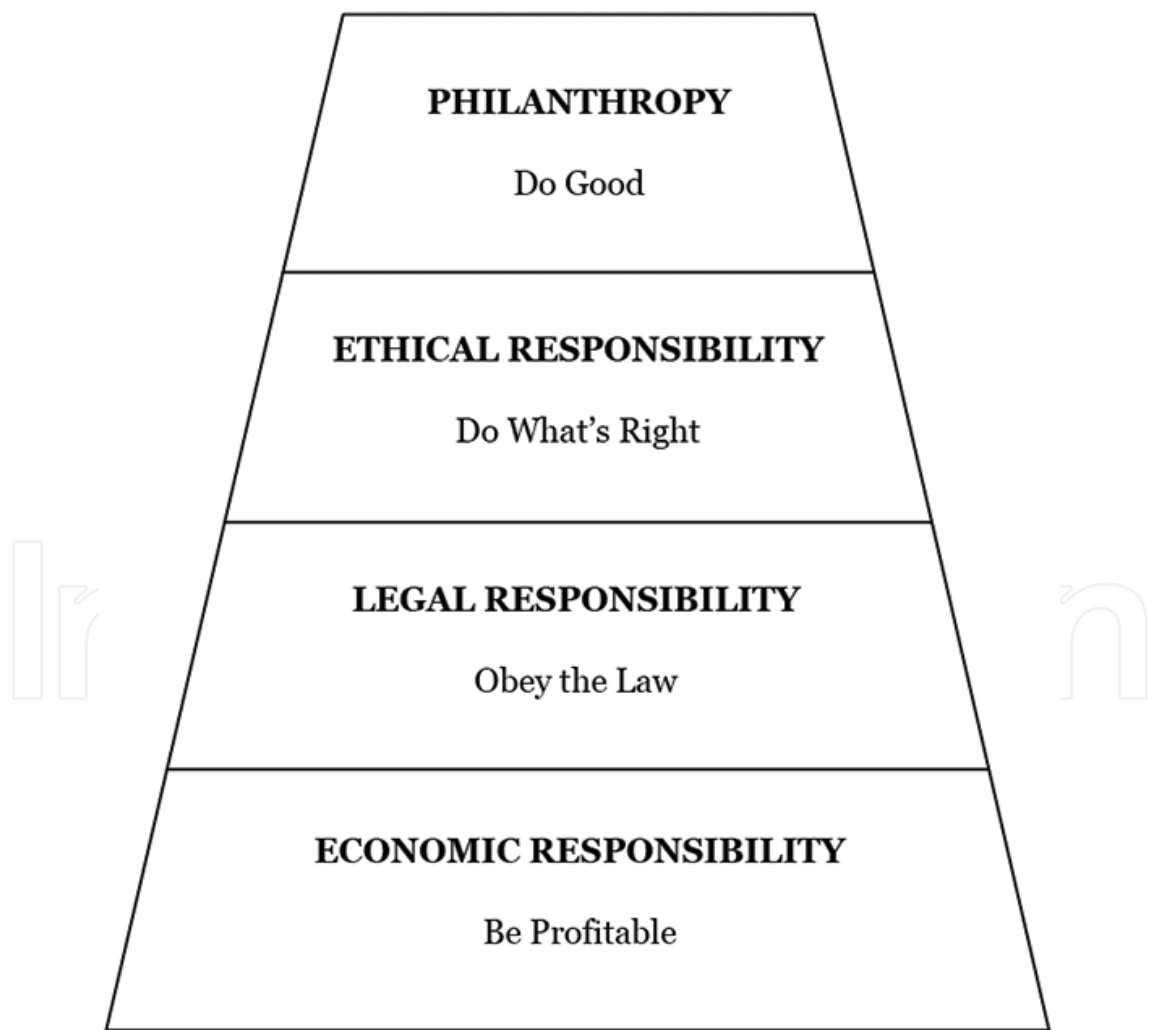 PHILANTHROPY
Do Good
ETHICAL RESPONSIBILITY
Do What’s Right
LEGAL RESPONSIBILITY
Obey the Law
ECONOMIC RESPONSIBILITY
Be Profitable